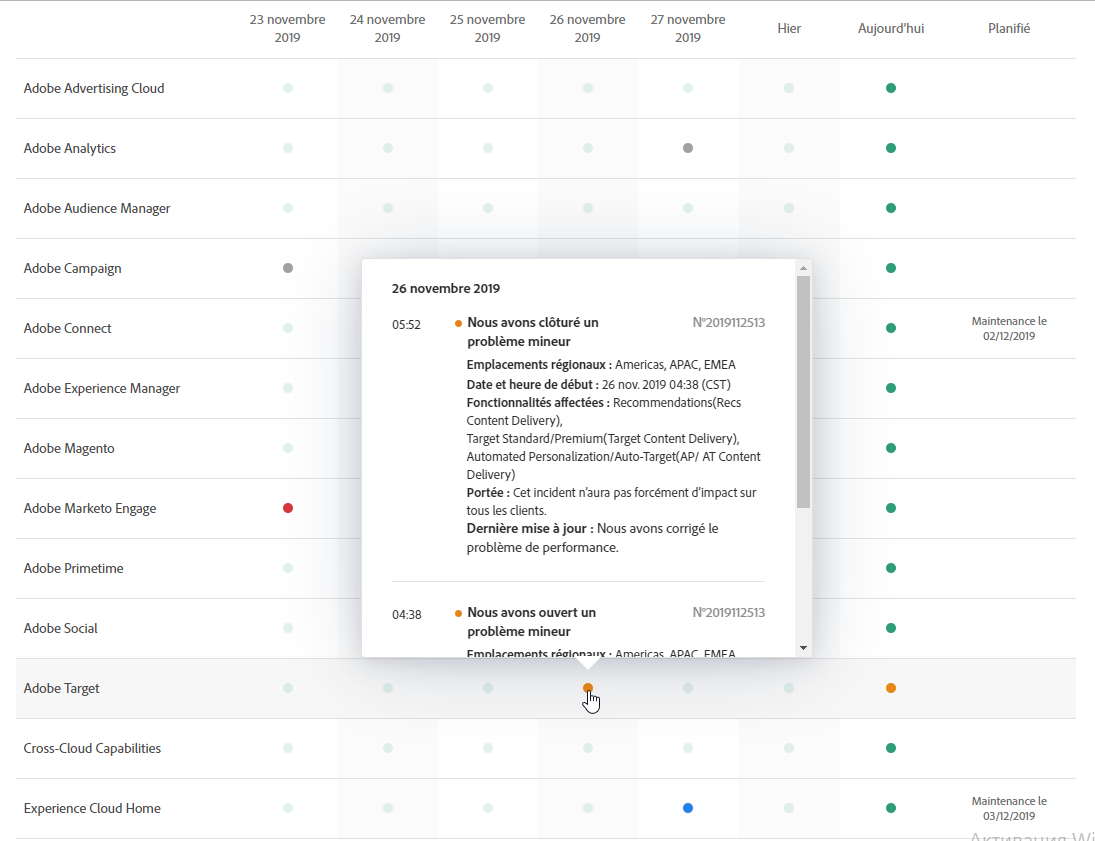 23 novembre 2019
24 novembre 2019
25 novembre 2019
26 novembre 2019
27 novembre 2019
Hier
Aujourd'hui
Planifié
Adobe Advertising Cloud
Adobe Analytics
Adobe Audience Manager
Adobe Campaign
Adobe Connect
Maintenance le
02/12/2019
Adobe Experience Manager
Adobe Magento
Adobe Marketo Engage
Adobe Primetime
Adobe Social
Adobe Target
Cross-Cloud Capabilities
Experience Cloud Home
Maintenance le
03/12/2019
26 novembre 2019
05:52
Nous avons clôturé un
problème mineur
N°2019112513
Emplacements régionaux : Americas, APAC, EMEA
Date et heure de début : 26 nov. 2019 04:38 (CST)
Fonctionnalités affectées : Recommendations(Recs
Content Delivery),
Target Standard/Premium(Target Content Delivery),
Automated Personalization/Auto-Target(AP/ AT Content
Delivery)
Portée : Cet incident n'aura pas forcément d'impact sur
tous les clients.
Dernière mise à jour : Nous avons corrigé le
problème de performance.
04:38
Nous avons ouvert un
problème mineur
N°2019112513
Emplacements régionaux : Americas, APAC, EMEA
Активация Wi